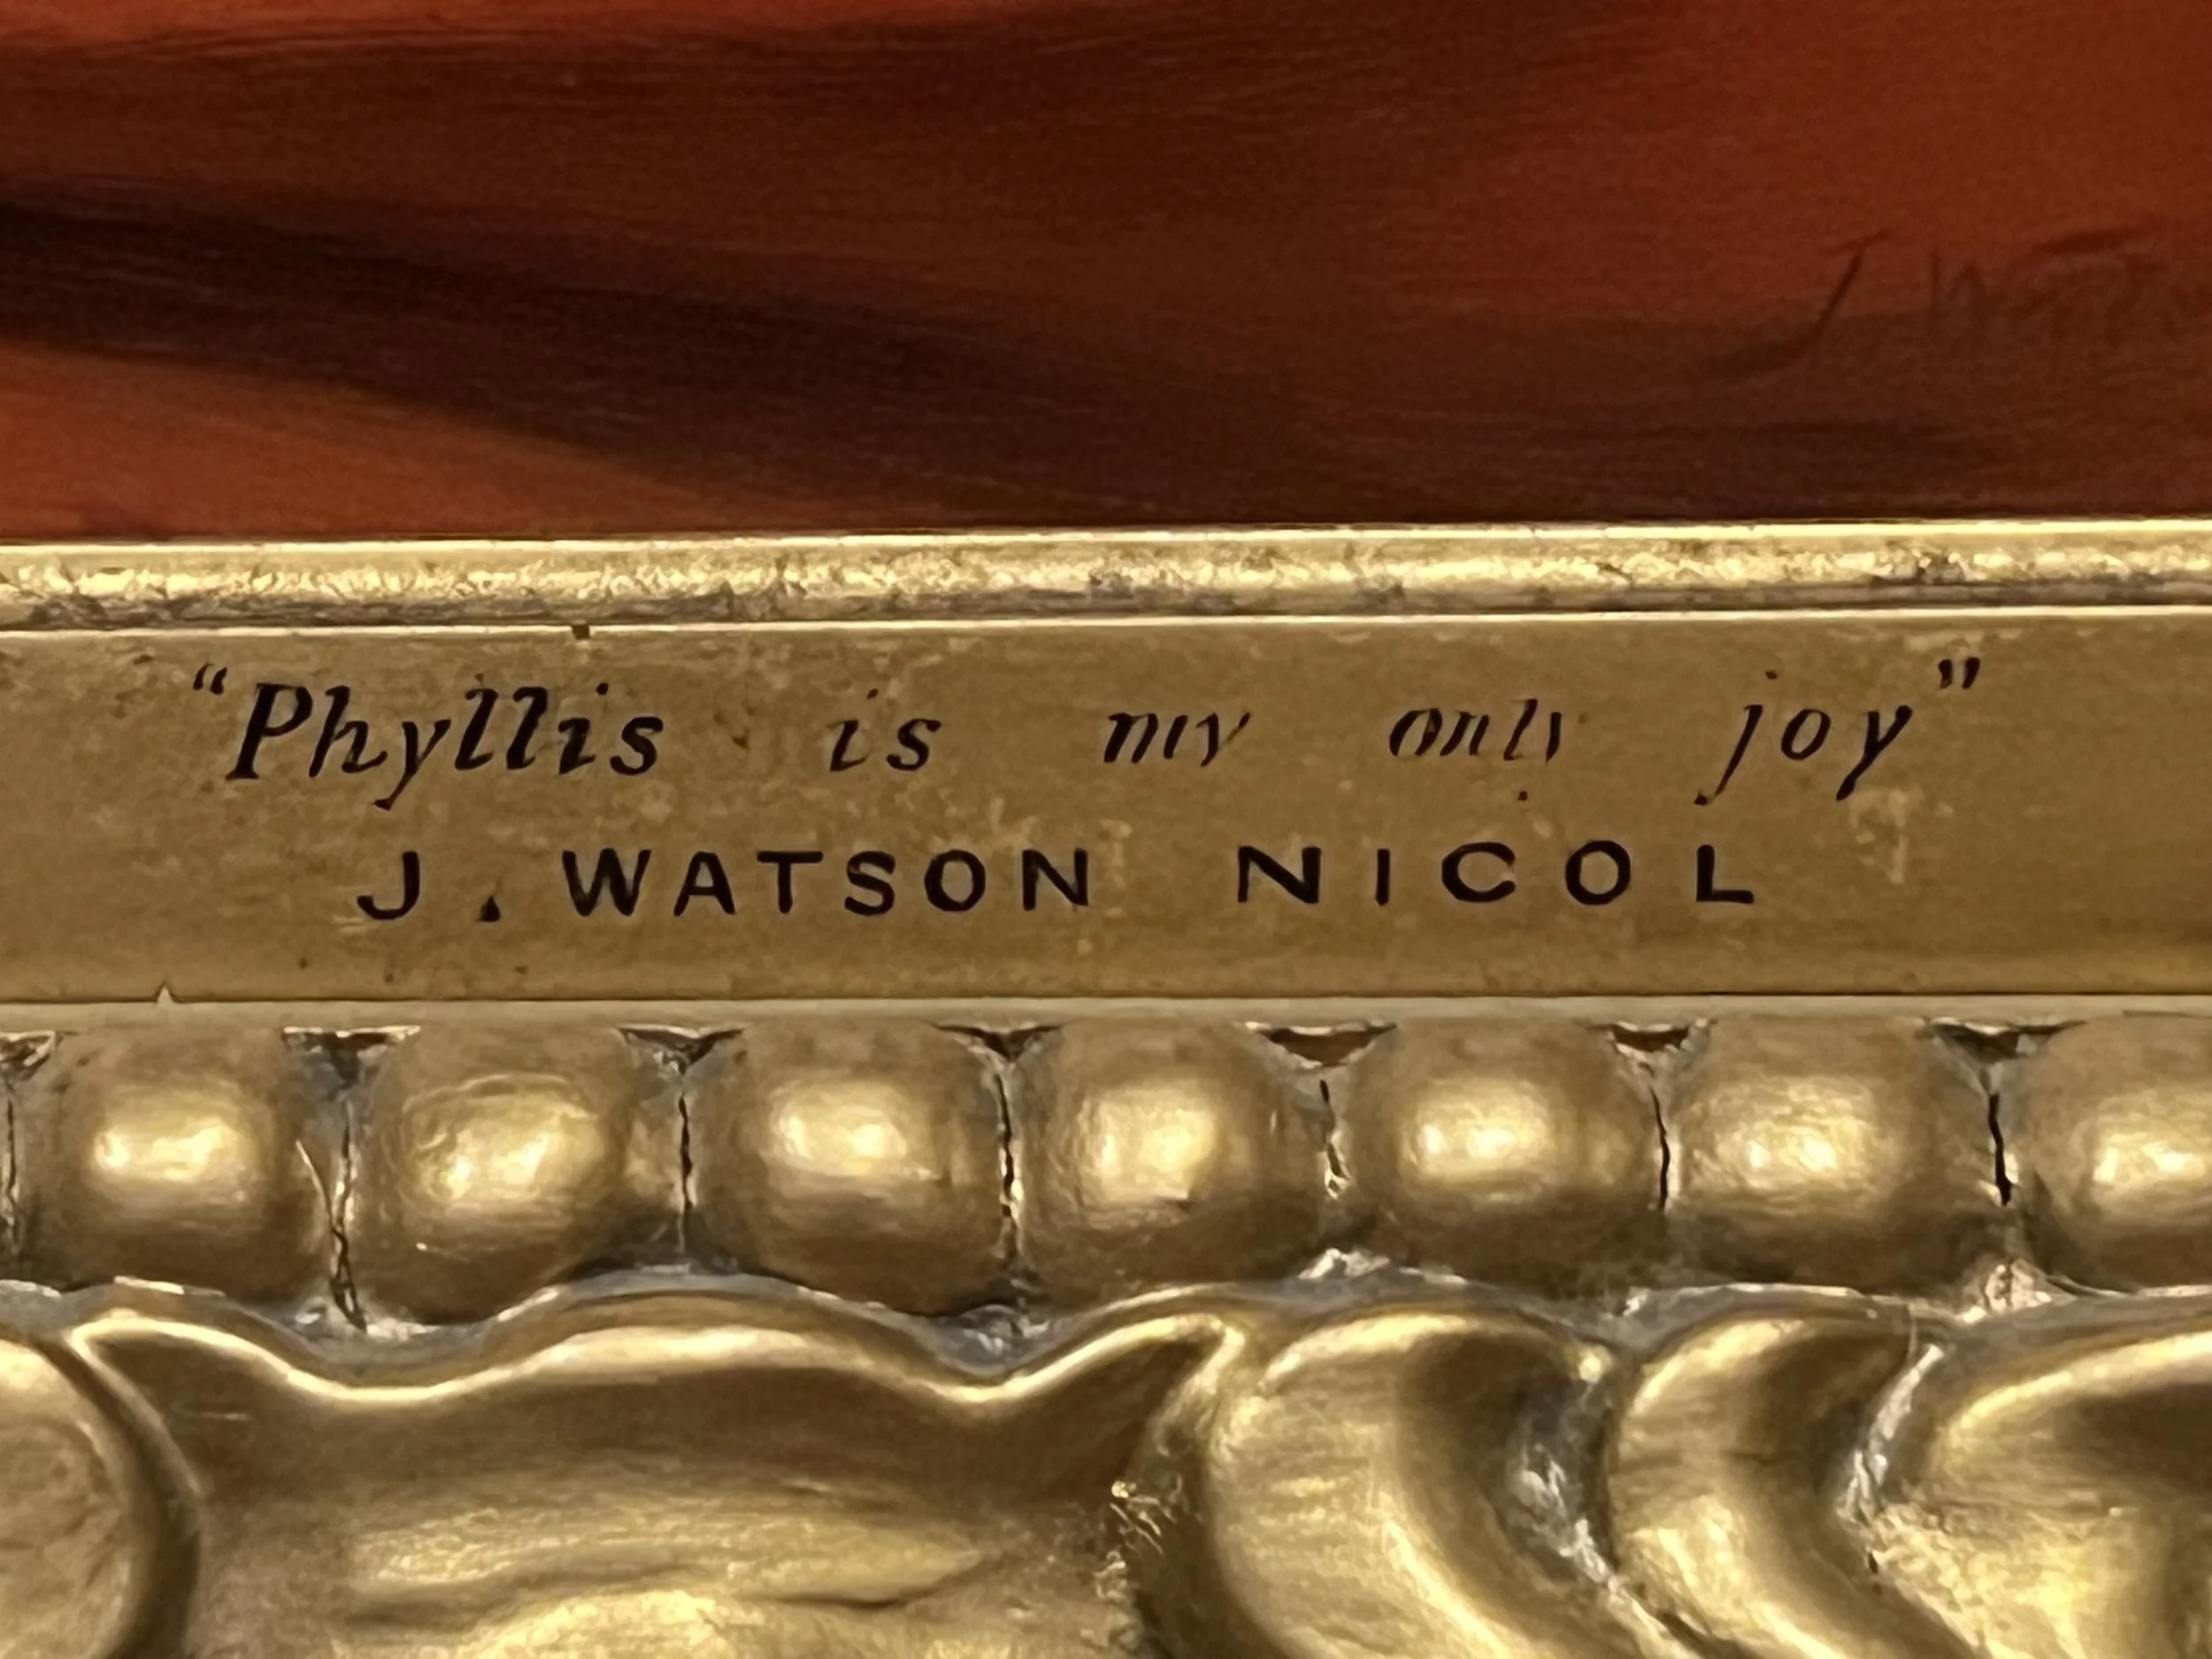 “Phyllis is my only joy”
J. WATSON NICOL